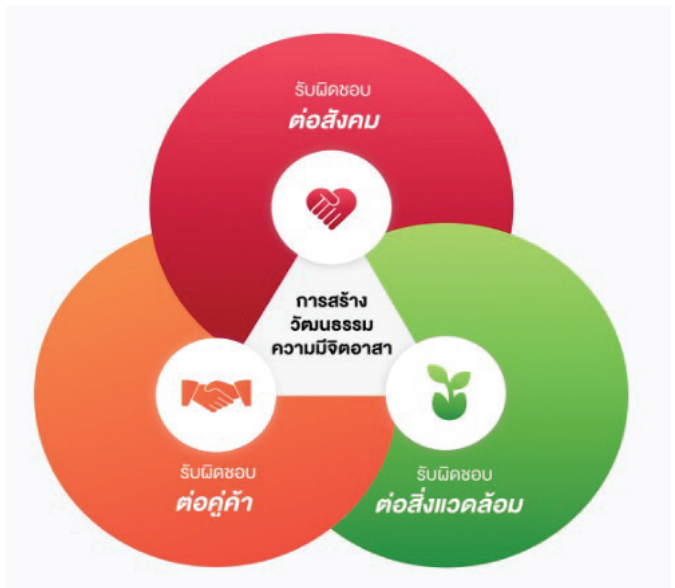 รับผิดชอบ
ต่อสังคม
การสร้าง
วัฒนธรรม
ความมีจิตอาสา
รับผิดชอบ
ต่อคู่ค้า
รับผิดชอบ
ต่อสิ่งแวดล้อม